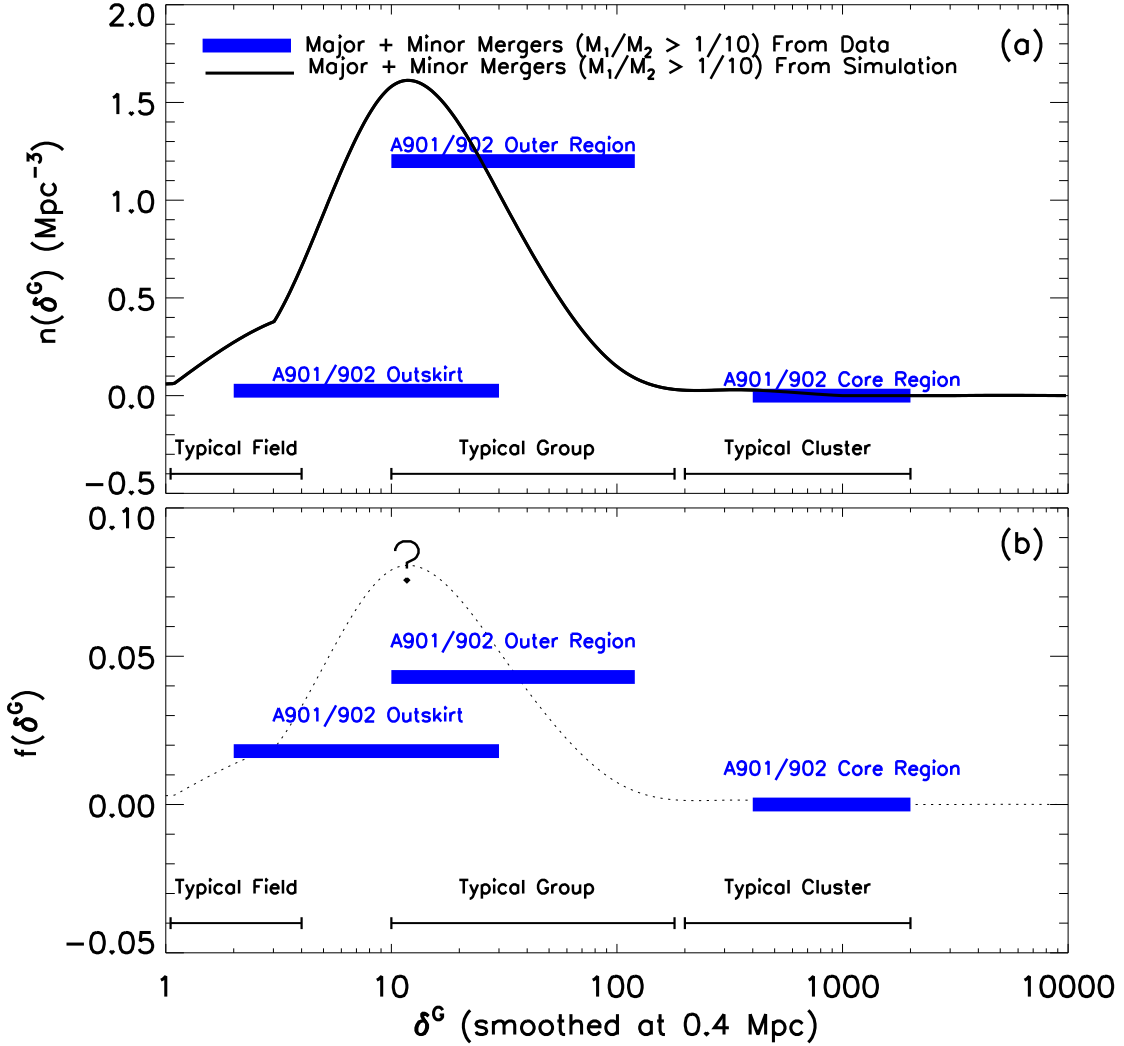 2.0
Major + Minor Mergers (M₁/M₂ > 1/10) From Data
(a)
Major + Minor Mergers (M₁/M₂ > 1/10) From Simulation
1.5
A901/902 Outer Region
1.0
n(δᴳ) (Mpc⁻³)
0.5
A901/902 Outskirt
A901/902 Core Region
0.0
Typical Field
Typical Group
Typical Cluster
−0.5
0.10
(b)
?
A901/902 Outer Region
0.05
A901/902 Outskirt
f(δᴳ)
A901/902 Core Region
0.00
Typical Field
Typical Group
Typical Cluster
−0.05
1 10 100 1000 10000
δᴳ (smoothed at 0.4 Mpc)